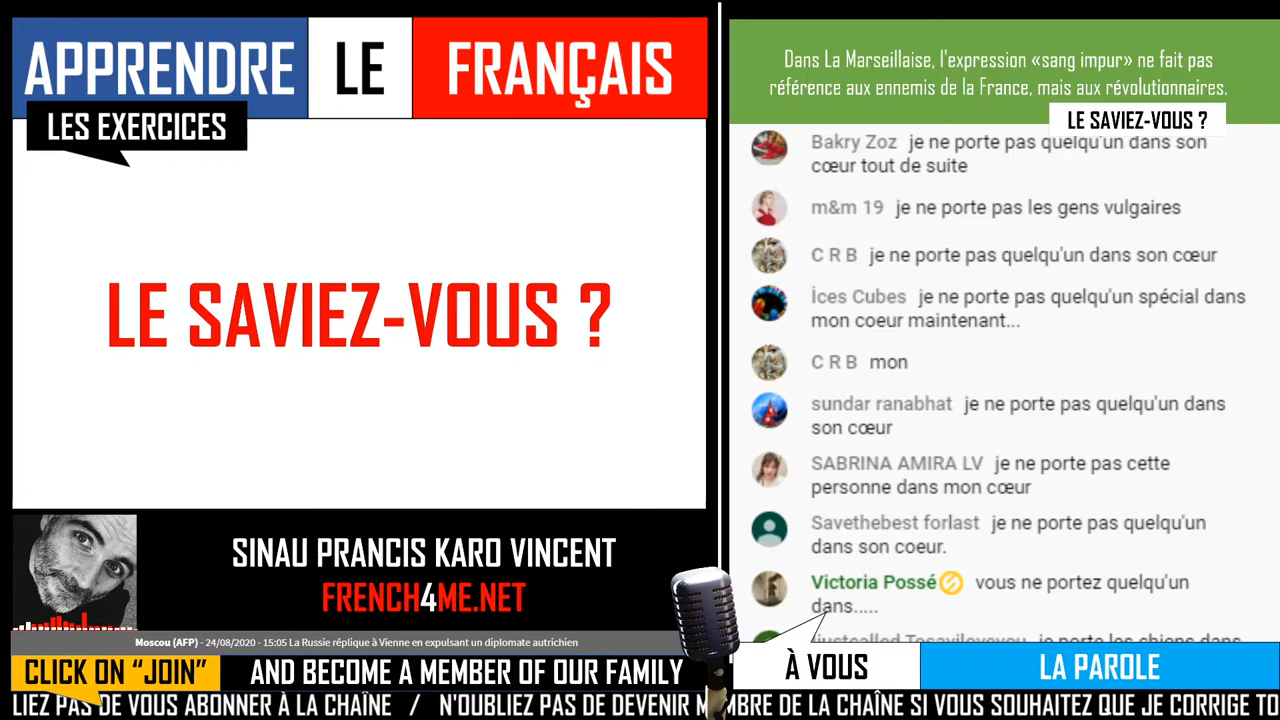 APPRENDRE LE FRANÇAIS
LES EXERCICES
LE SAVIEZ-VOUS ?
SINAU PRANCIS KARO VINCENT
FRENCH4ME.NET
Moscou (AFP) - 24/08/2020 - 15:05 La Russie réplique à Vienne en expulsant un diplomate autrichien
CLICK ON “JOIN” AND BECOME A MEMBER OF OUR FAMILY
Dans La Marseillaise, l'expression «sang impur» ne fait pas
référence aux ennemis de la France, mais aux révolutionnaires.
LE SAVIEZ-VOUS ?
Bakry Zoz je ne porte pas quelqu'un dans son
cœur tout de suite
m&m 19 je ne porte pas les gens vulgaires
C R B je ne porte pas quelqu'un dans son cœur
İces Cubes je ne porte pas quelqu'un spécial dans
mon coeur maintenant...
C R B mon
sundar ranabhat je ne porte pas quelqu'un dans
son cœur
SABRINA AMIRA LV je ne porte pas cette
personne dans mon cœur
Savethebest forlast je ne porte pas quelqu'un
dans son coeur.
Victoria Possé vous ne portez quelqu'un
dans.....
je porte les chiens dans
À VOUS LA PAROLE
LIEZ PAS DE VOUS ABONNER À LA CHAÎNE / N'OUBLIEZ PAS DE DEVENIR MEMBRE DE LA CHAÎNE SI VOUS SOUHAITEZ QUE JE CORRIGE TO